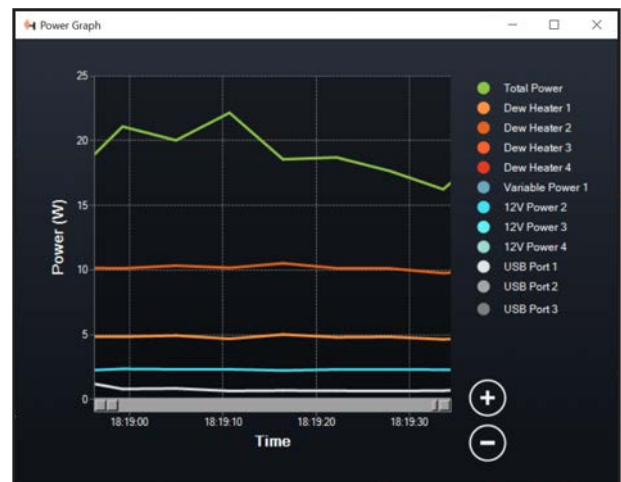 Power Graph
25
20
15
10
5
0
Power (W)
18:19:00 18:19:10 18:19:20 18:19:30
Time
Total Power
Dew Heater 1
Dew Heater 2
Dew Heater 3
Dew Heater 4
Variable Power 1
12V Power 2
12V Power 3
12V Power 4
USB Port 1
USB Port 2
USB Port 3